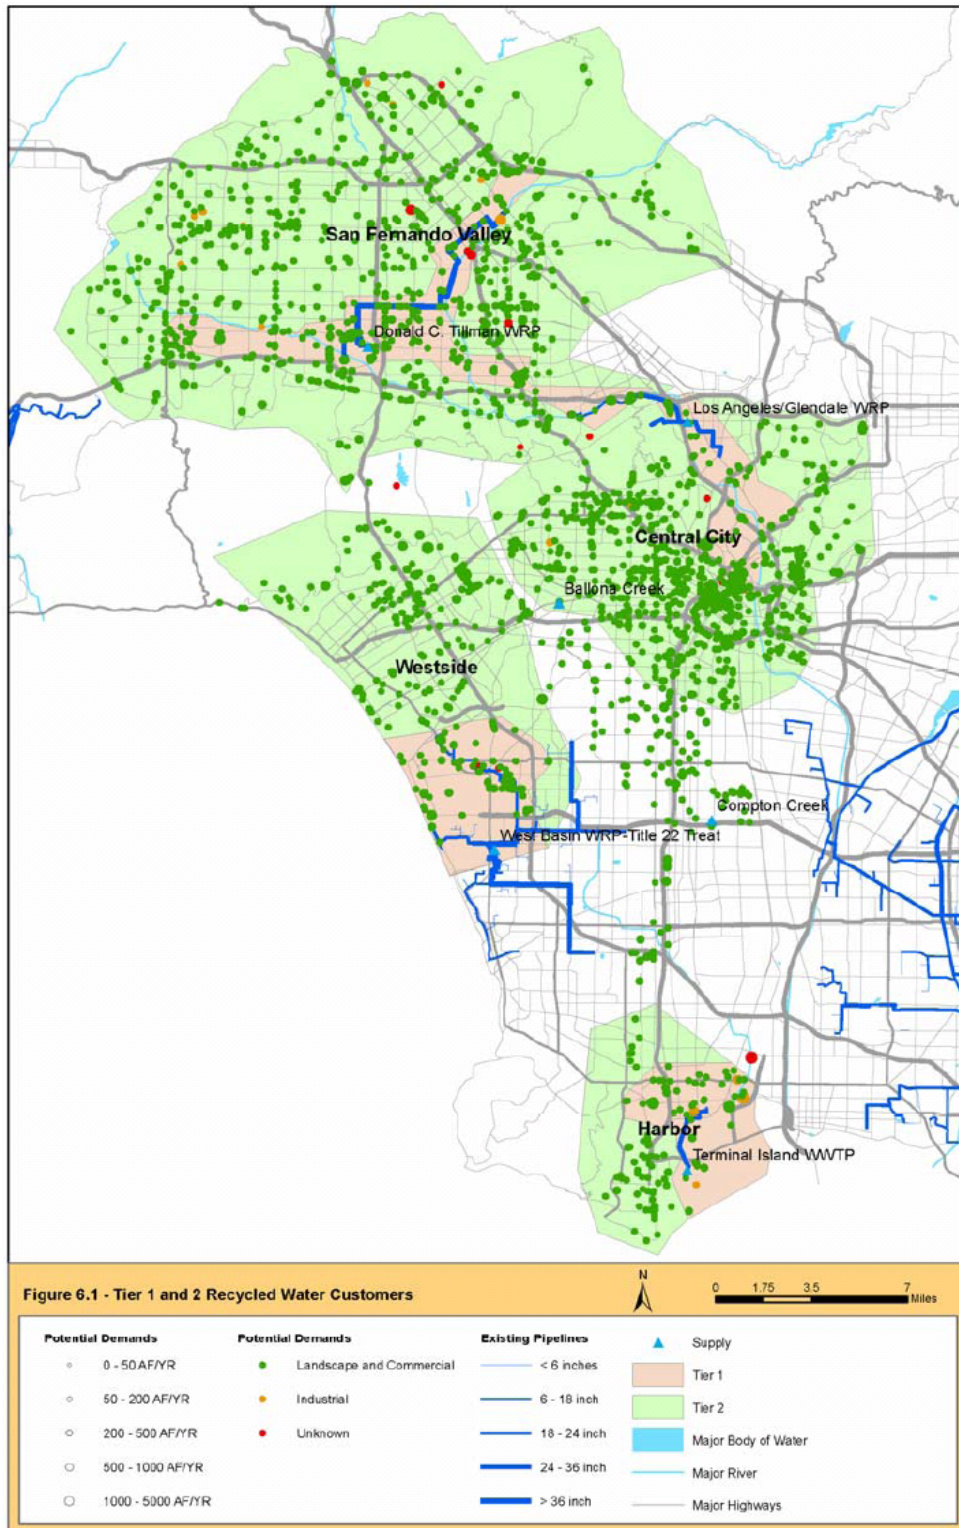 San Fernando Valley
Donald C. Tillman WRP
Los Angeles/Glendale WRP
Central City
Ballona Creek
Westside
Compton Creek
West Basin WRP-Title 22 Treat
Harbor
Terminal Island WWTP
Figure 6.1 - Tier 1 and 2 Recycled Water Customers
N
0 1.75 3.5 7
Miles
Potential Demands
0 - 50 AF/YR
50 - 200 AF/YR
200 - 500 AF/YR
500 - 1000 AF/YR
1000 - 5000 AF/YR
Potential Demands
Landscape and Commercial
Industrial
Unknown
Existing Pipelines
< 6 inches
6 - 18 inch
18 - 24 inch
24 - 36 inch
> 36 inch
Supply
Tier 1
Tier 2
Major Body of Water
Major River
Major Highways